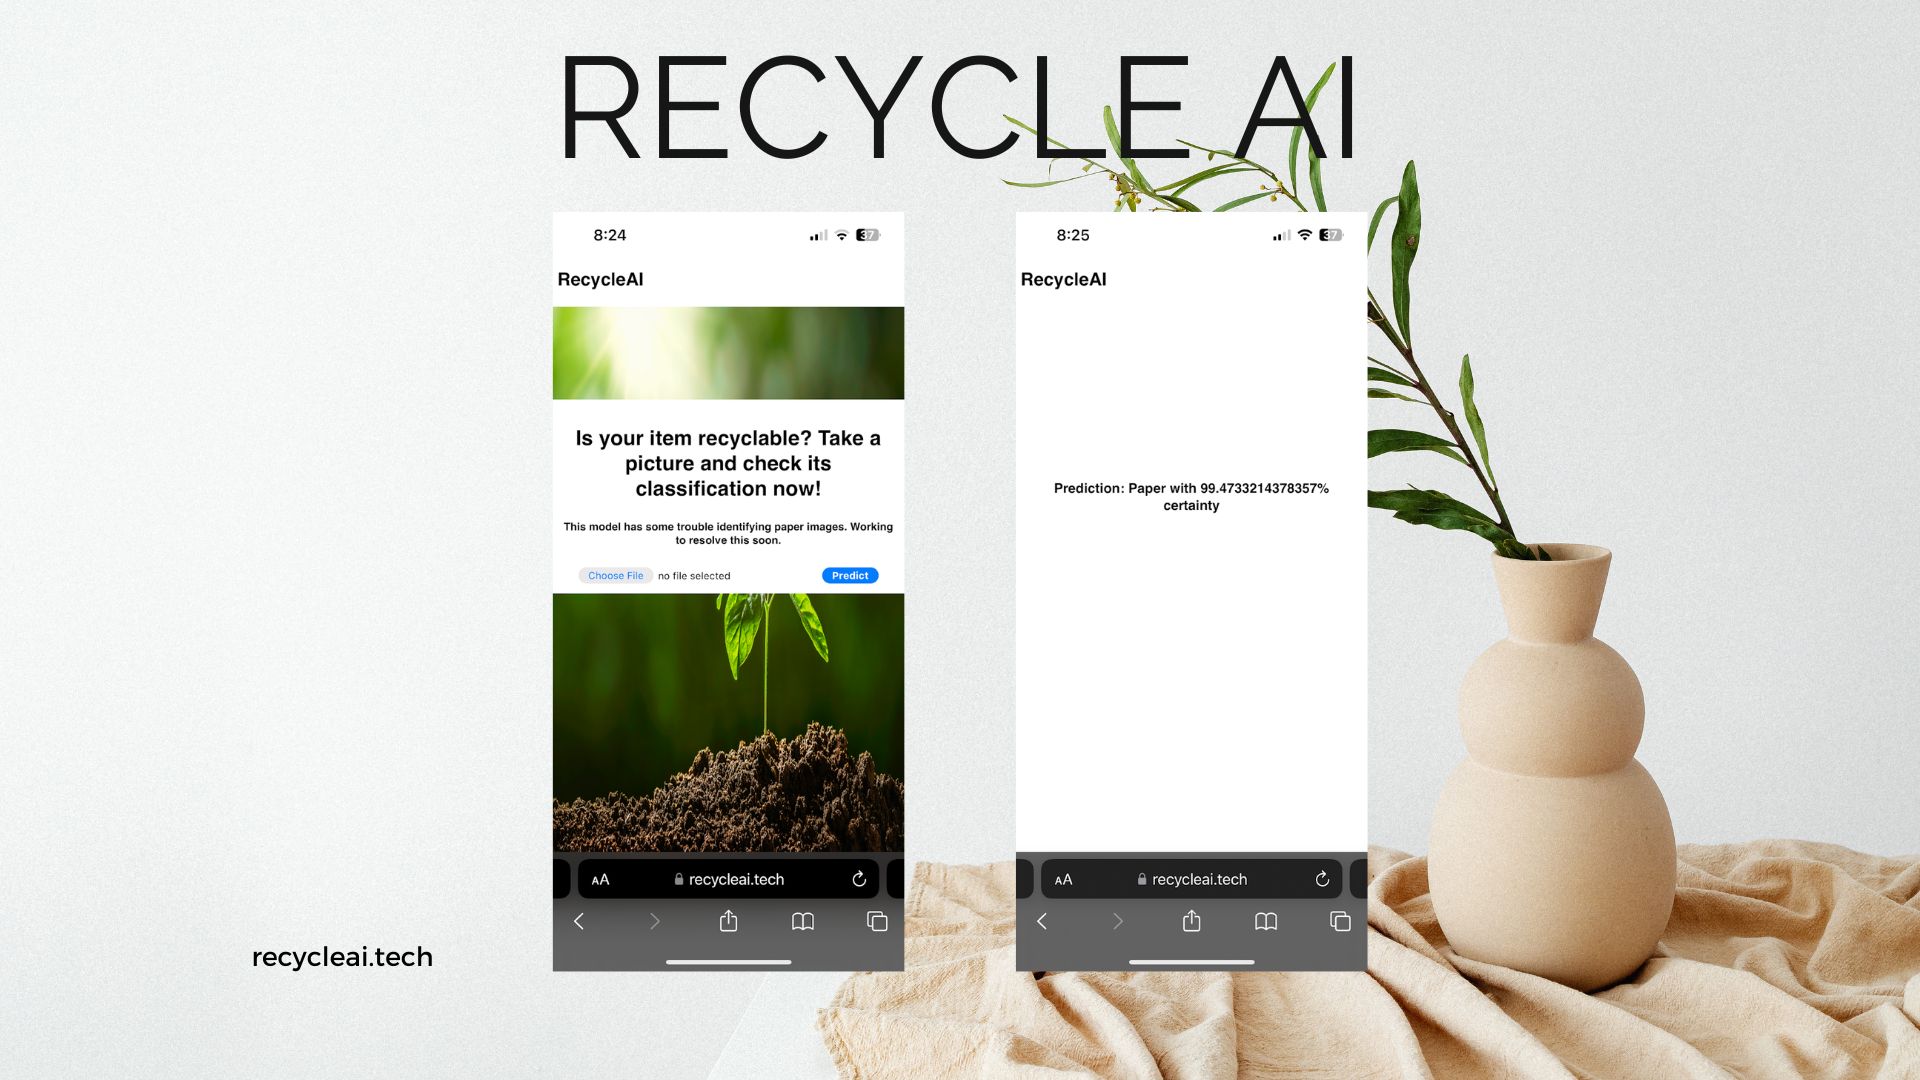 RECYCLE AI
8:24
37
RecycleAI
Is your item recyclable? Take a
picture and check its
classification now!
This model has some trouble identifying paper images. Working
to resolve this soon.
Choose File no file selected
Predict
AA
recycleai.tech
8:25
37
RecycleAI
Prediction: Paper with 99.4733214378357%
certainty
AA
recycleai.tech
recycleai.tech